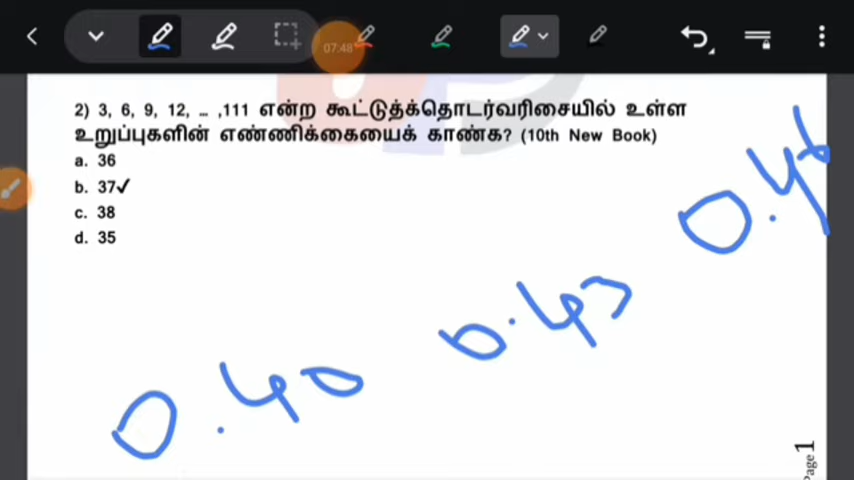 07:48
2) 3, 6, 9, 12, … ,111 என்ற கூட்டுத்தொடர்வரிசையில் உள்ள
உறுப்புகளின் எண்ணிக்கையைக் காண்க? (10th New Book)
a. 36
b. 37✓
c. 38
d. 35
0.46
0.43
0.40
Page 1